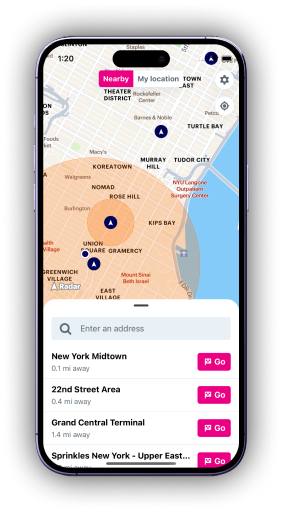 CLINTON
Staples
1:20
Nearby
My location
TOWN
EAST
THEATER
DISTRICT
Rockefeller
Center
Barnes & Noble
TURTLE BAY
Foods
Macy's
KOREATOWN
MURRAY
HILL
TUDOR CITY
Walgreens
NOMAD
NYU Langone
Outpatient
Surgery Center
ROSE HILL
Burlington
KIPS BAY
UNION
SQUARE
GRAMERCY
Village
GREENWICH
VILLAGE
Mount Sinai
Beth Israel
Radar
EAST
VILLAGE
Enter an address
New York Midtown
0.1 mi away
Go
22nd Street Area
0.4 mi away
Go
Grand Central Terminal
1.4 mi away
Go
Sprinkles New York - Upper East...
Go